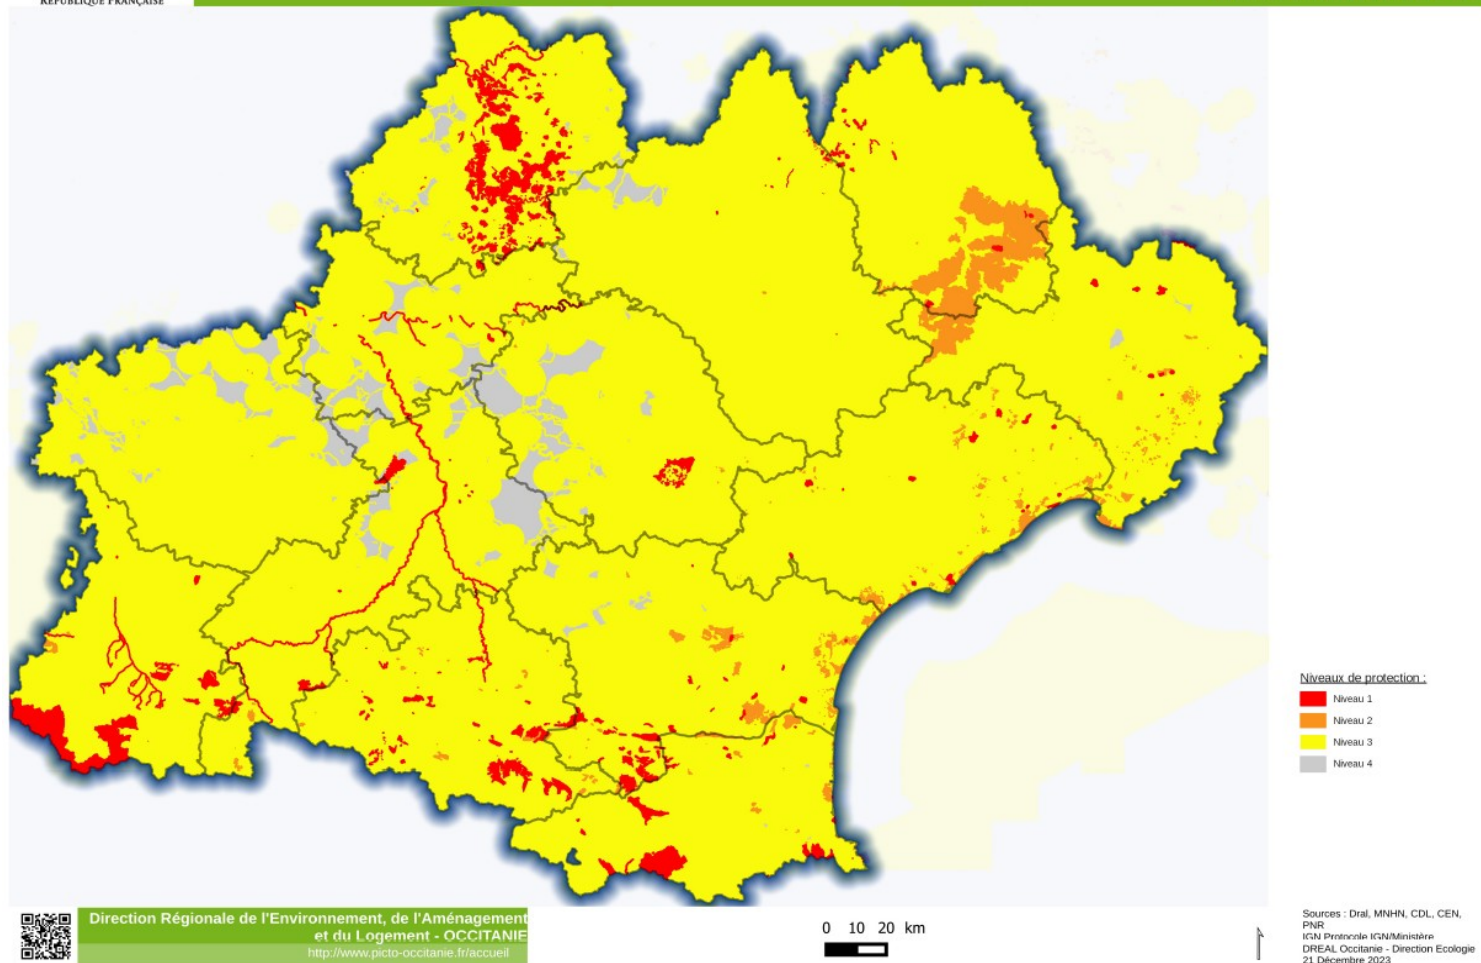 RÉPUBLIQUE FRANÇAISE
Niveaux de protection :
Niveau 1
Niveau 2
Niveau 3
Niveau 4
Direction Régionale de l'Environnement, de l'Aménagement
et du Logement - OCCITANIE
http://www.picto-occitanie.fr/accueil
0 10 20 km
Sources : Dral, MNHN, CDL, CEN,
PNR
IGN Protocole IGN/Ministère
DREAL Occitanie - Direction Ecologie
21 Décembre 2023